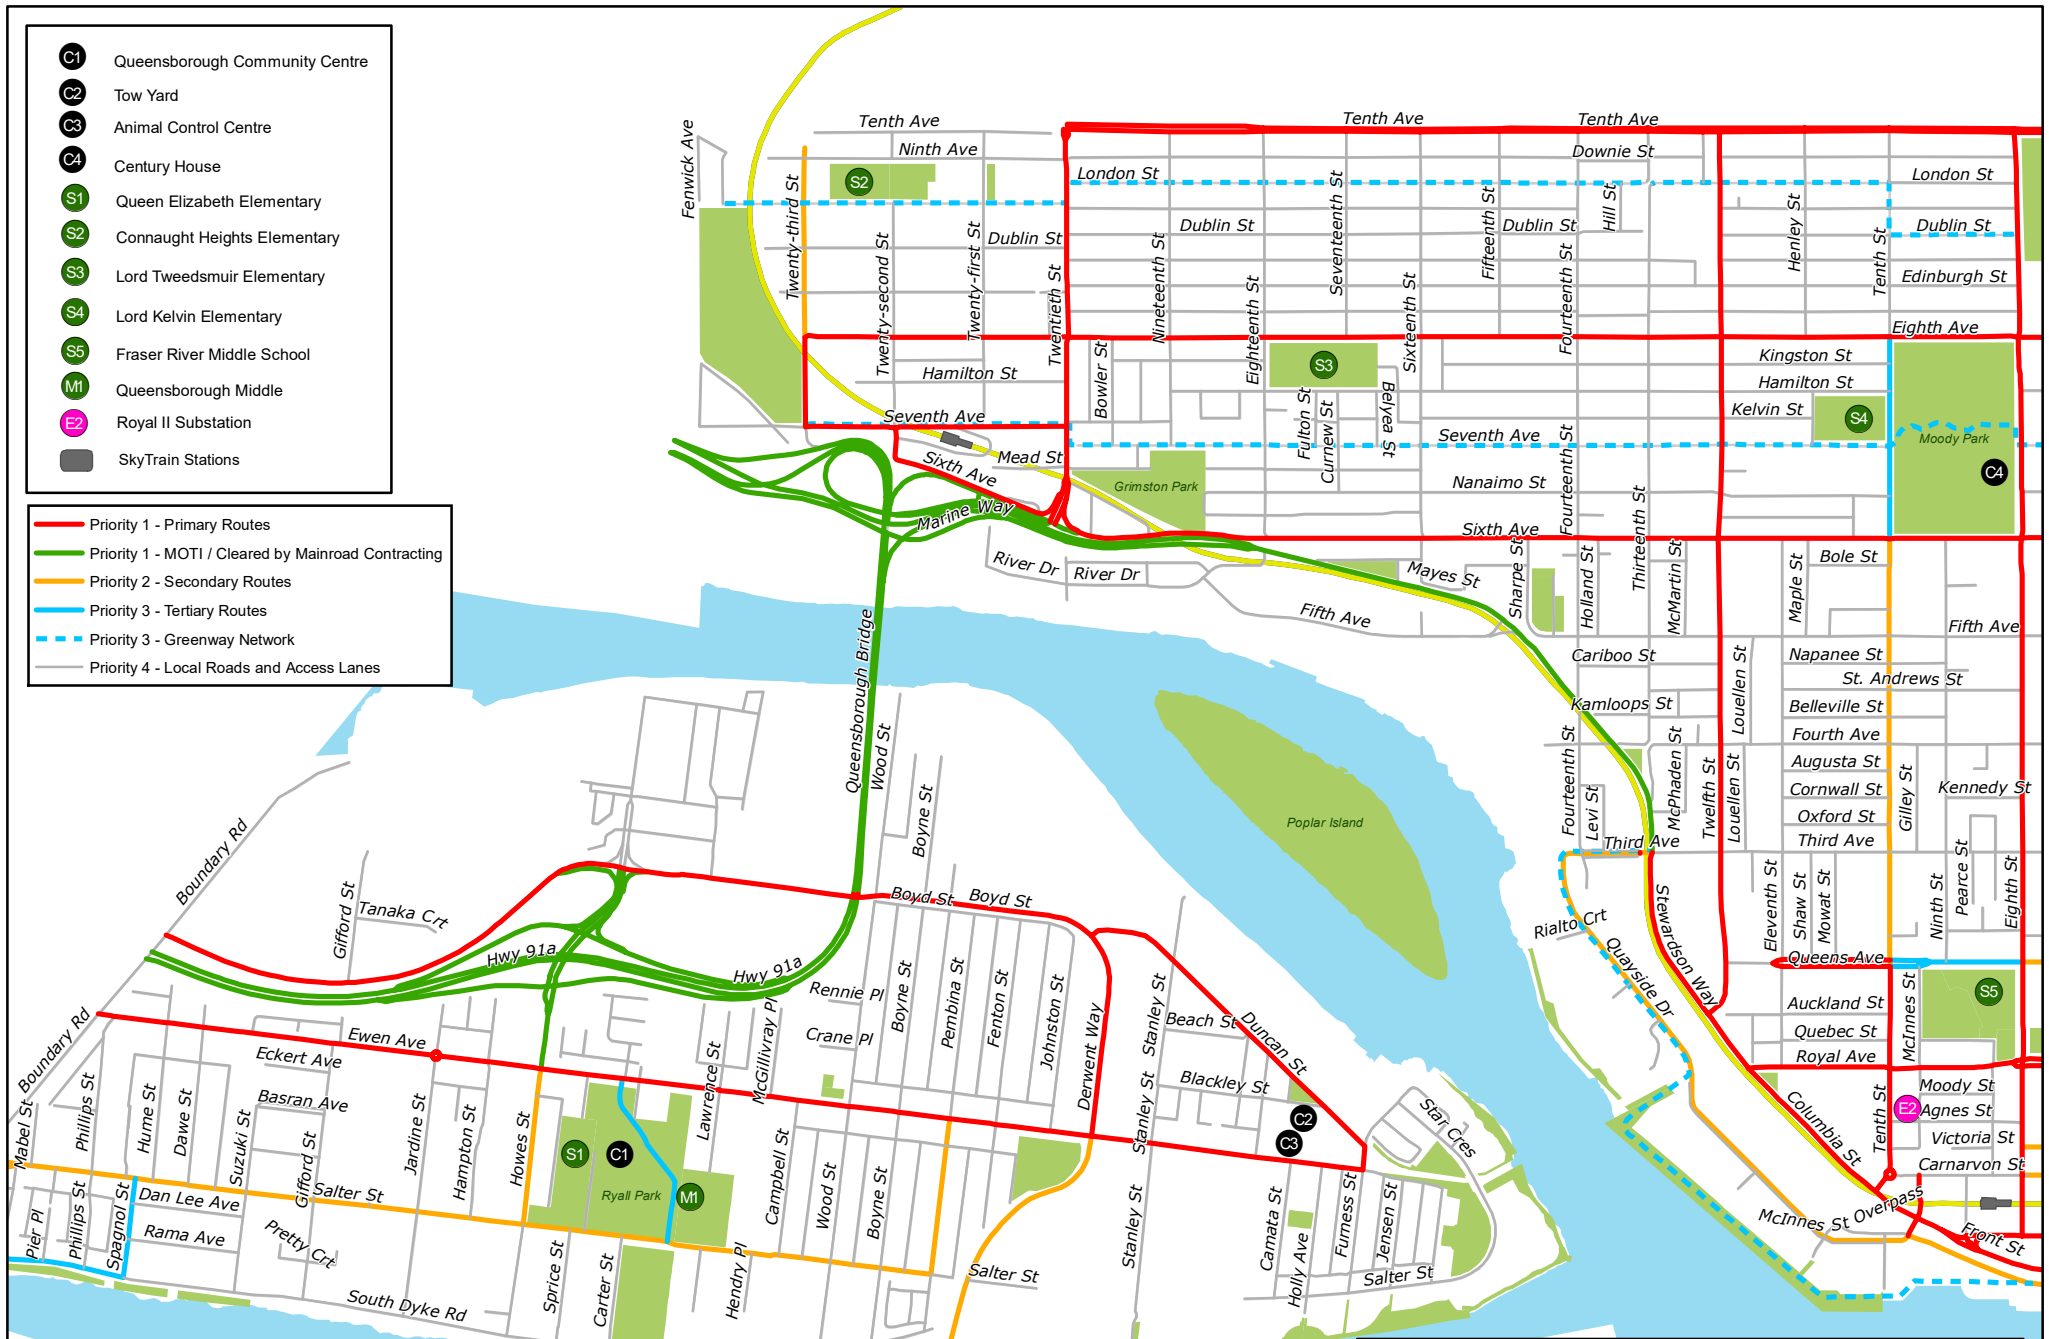 C1 Queensborough Community Centre
C2 Tow Yard
C3 Animal Control Centre
C4 Century House
S1 Queen Elizabeth Elementary
S2 Connaught Heights Elementary
S3 Lord Tweedsmuir Elementary
S4 Lord Kelvin Elementary
S5 Fraser River Middle School
M1 Queensborough Middle
E2 Royal II Substation
SkyTrain Stations
Priority 1 - Primary Routes
Priority 1 - MOTI / Cleared by Mainroad Contracting
Priority 2 - Secondary Routes
Priority 3 - Tertiary Routes
Priority 3 - Greenway Network
Priority 4 - Local Roads and Access Lanes
Tenth Ave
Tenth Ave
Tenth Ave
Fenwick Ave
Ninth Ave
Downie St
S2
London St
London St
Twenty-third St
Seventeenth St
Hill St
Fifteenth St
Henley St
Dublin St
Dublin St
Dublin St
Dublin St
Twenty-second St
Twenty-first St
Twentieth St
Nineteenth St
Eighteenth St
Sixteenth St
Fourteenth St
Tenth St
Edinburgh St
Eighth Ave
Kingston St
Hamilton St
Hamilton St
Bowler St
S3
Fulton St
Curnew St
Belyea St
Kelvin St
S4
Moody Park
C4
Seventh Ave
Seventh Ave
Mead St
Sixth Ave
Marine Way
Grimston Park
Nanaimo St
Fourteenth St
Thirteenth St
Sixth Ave
River Dr
River Dr
Mayes St
Sharpe St
Holland St
McMartin St
Maple St
Bole St
Fifth Ave
Fifth Ave
Queensborough Bridge
Wood St
Boyne St
Cariboo St
Napanee St
St. Andrews St
Louellen St
Kamloops St
Belleville St
Fourth Ave
Augusta St
Cornwall St
Kennedy St
Oxford St
Third Ave
Third Ave
Fourteenth St
Levi St
McPhaden St
Twelfth St
Louellen St
Gilley St
Poplar Island
Boundary Rd
Gifford St
Tanaka Crt
Boyd St
Boyd St
Rialto Crt
Quayside Dr
Stewardson Way
Eleventh St
Shaw St
Mowat St
Ninth St
Pearce St
Eighth St
Hwy 91a
Hwy 91a
Queens Ave
S5
Auckland St
Quebec St
Royal Ave
McInnes St
Rennie Pl
Crane Pl
Boyne St
Pembina St
Fenton St
Johnston St
Derwent Way
Stanley St
Beach St
Duncan St
Blackley St
C2
C3
Star Cres
Boundary Rd
Ewen Ave
Eckert Ave
Basran Ave
Mabel St
Phillips St
Hume St
Dawe St
Suzuki St
Gifford St
Jardine St
Hampton St
Howes St
Lawrence St
McGillivray Pl
S1
C1
Ryall Park
M1
Campbell St
Wood St
Boyne St
Stanley St
Stanley St
Moody St
E2
Agnes St
Victoria St
Carnarvon St
Tenth St
Columbia St
McInnes St Overpass
Front St
Pier Pl
Phillips St
Spagnol St
Dan Lee Ave
Salter St
Rama Ave
Pretty Crt
South Dyke Rd
Sprice St
Carter St
Hendry Pl
Salter St
Camata St
Holly Ave
Furness St
Jensen St
Salter St